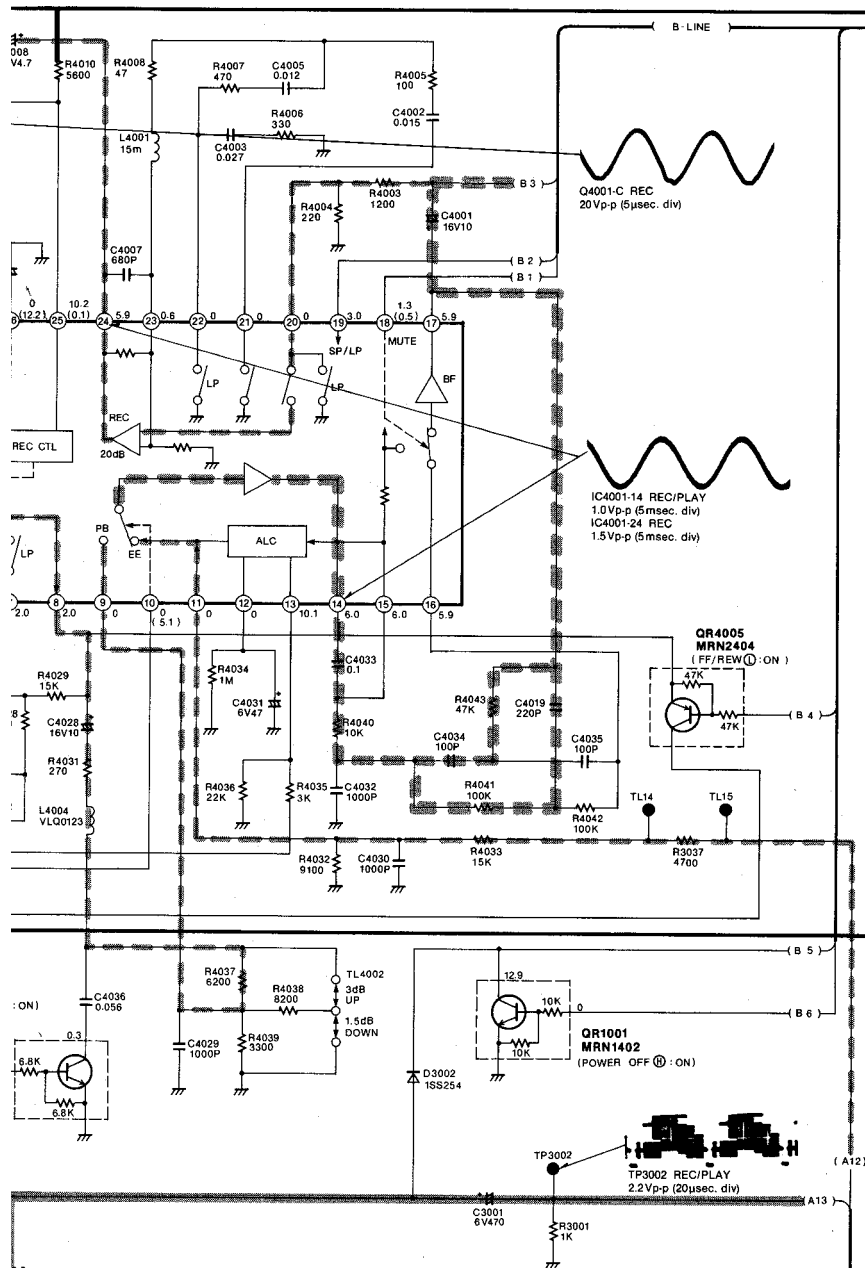 B-LINE
008
V4.7
R4010
5600
R4008
47
R4007
470
C4005
0.012
R4005
100
C4002
0.015
R4006
330
C4003
0.027
L4001
15m
Q4001-C REC
20Vp-p (5μsec. div)
R4004
220
R4003
1200
B 3
C4001
16V10
C4007
680P
B 2
B 1
0
(12.2)
25
10.2
(0.1)
24
5.9
23
0.6
22
0
21
0
20
0
19
3.0
18
1.3
(0.5)
17
5.9
SP/LP
MUTE
LP
LP
BF
REC
20dB
REC CTL
IC4001-14 REC/PLAY
1.0Vp-p (5msec. div)
IC4001-24 REC
1.5Vp-p (5msec. div)
LP
PB
EE
ALC
2.0
8
2.0
9
0
10
0
(5.1)
11
0
12
0
13
10.1
14
6.0
15
6.0
16
5.9
QR4005
MRN2404
(FF/REW Ⓛ:ON)
47K
47K
B 4
R4029
15K
C4028
16V10
R4031
270
L4004
VLQ0123
R4034
1M
C4031
6V47
C4033
0.1
R4040
10K
R4043
47K
C4019
220P
C4034
100P
C4035
100P
R4036
22K
R4035
3K
C4032
1000P
R4041
100K
R4042
100K
TL14
TL15
R4032
9100
C4030
1000P
R4033
15K
R3037
4700
B 5
R4037
6200
R4038
8200
TL4002
3dB
UP
1.5dB
DOWN
C4036
0.056
:ON)
0.3
6.8K
6.8K
C4029
1000P
R4039
3300
12.9
10K
0
10K
B 6
QR1001
MRN1402
(POWER OFF Ⓗ:ON)
D3002
1SS254
TP3002
TP3002 REC/PLAY
2.2Vp-p (20μsec. div)
A12
A13
C3001
6V470
R3001
1K